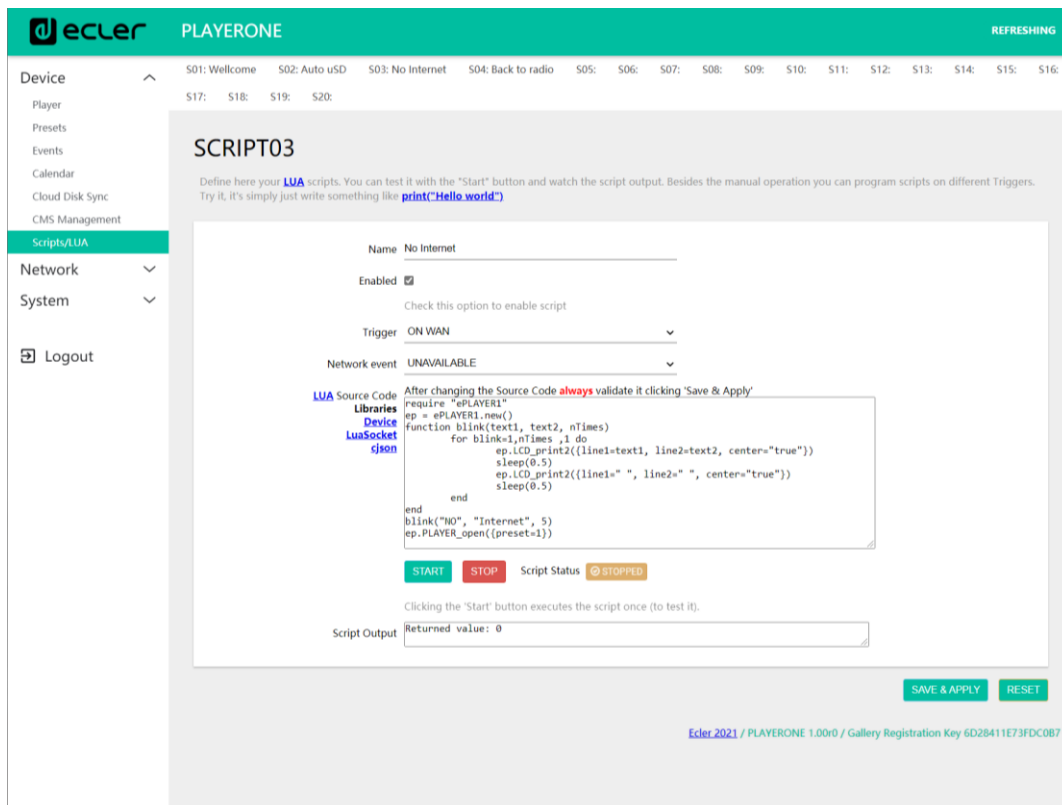 ecler PLAYERONE REFRESHING
Device
Player
Presets
Events
Calendar
Cloud Disk Sync
CMS Management
Scripts/LUA
Network
System
Logout
S01: Wellcome S02: Auto uSD S03: No Internet S04: Back to radio S05: S06: S07: S08: S09: S10: S11: S12: S13: S14: S15: S16:
S17: S18: S19: S20:
SCRIPT03
Define here your LUA scripts. You can test it with the "Start" button and watch the script output. Besides the manual operation you can program scripts on different Triggers.
Try it, it's simply just write something like print("Hello world")
Name No Internet
Enabled
Check this option to enable script
Trigger ON WAN
Network event UNAVAILABLE
LUA Source Code
Libraries
Device
LuaSocket
cjson
After changing the Source Code always validate it clicking 'Save & Apply'
require "ePLAYER1"
ep = ePLAYER1.new()
function blink(text1, text2, nTimes)
for blink=1,nTimes ,1 do
ep.LCD_print2({line1=text1, line2=text2, center="true"})
sleep(0.5)
ep.LCD_print2({line1=" ", line2=" ", center="true"})
sleep(0.5)
end
end
blink("NO", "Internet", 5)
ep.PLAYER_open({preset=1})
START STOP Script Status STOPPED
Clicking the 'Start' button executes the script once (to test it).
Script Output Returned value: 0
SAVE & APPLY RESET
Ecler 2021 / PLAYERONE 1.00r0 / Gallery Registration Key 6D28411E73FDC0B7